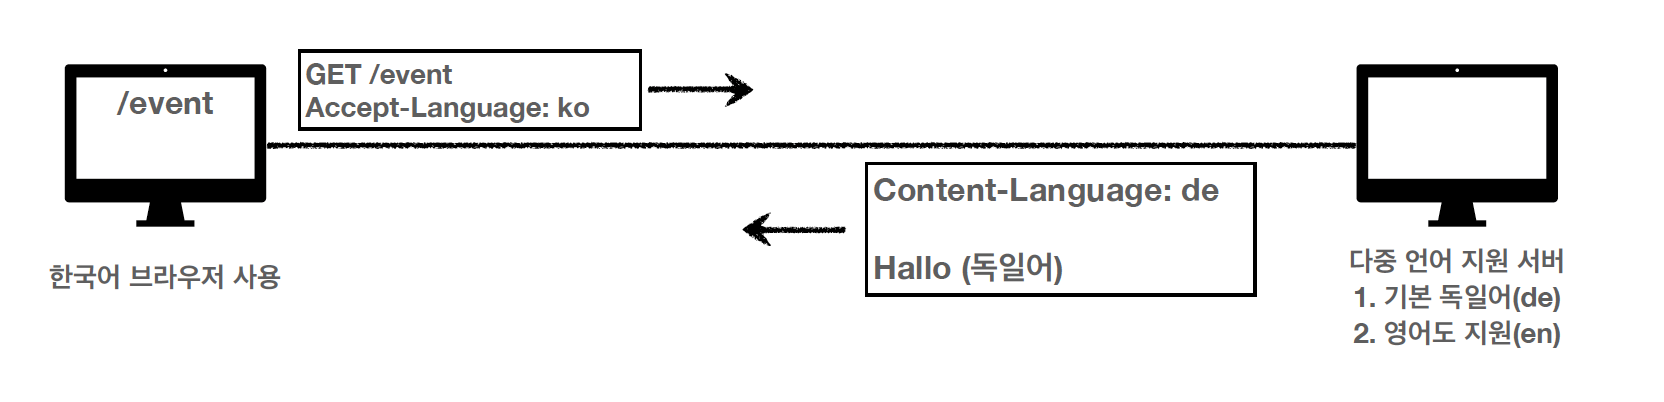 /event
GET /event
Accept-Language: ko
Content-Language: de
Hallo (독일어)
한국어 브라우저 사용
다중 언어 지원 서버
1. 기본 독일어(de)
2. 영어도 지원(en)